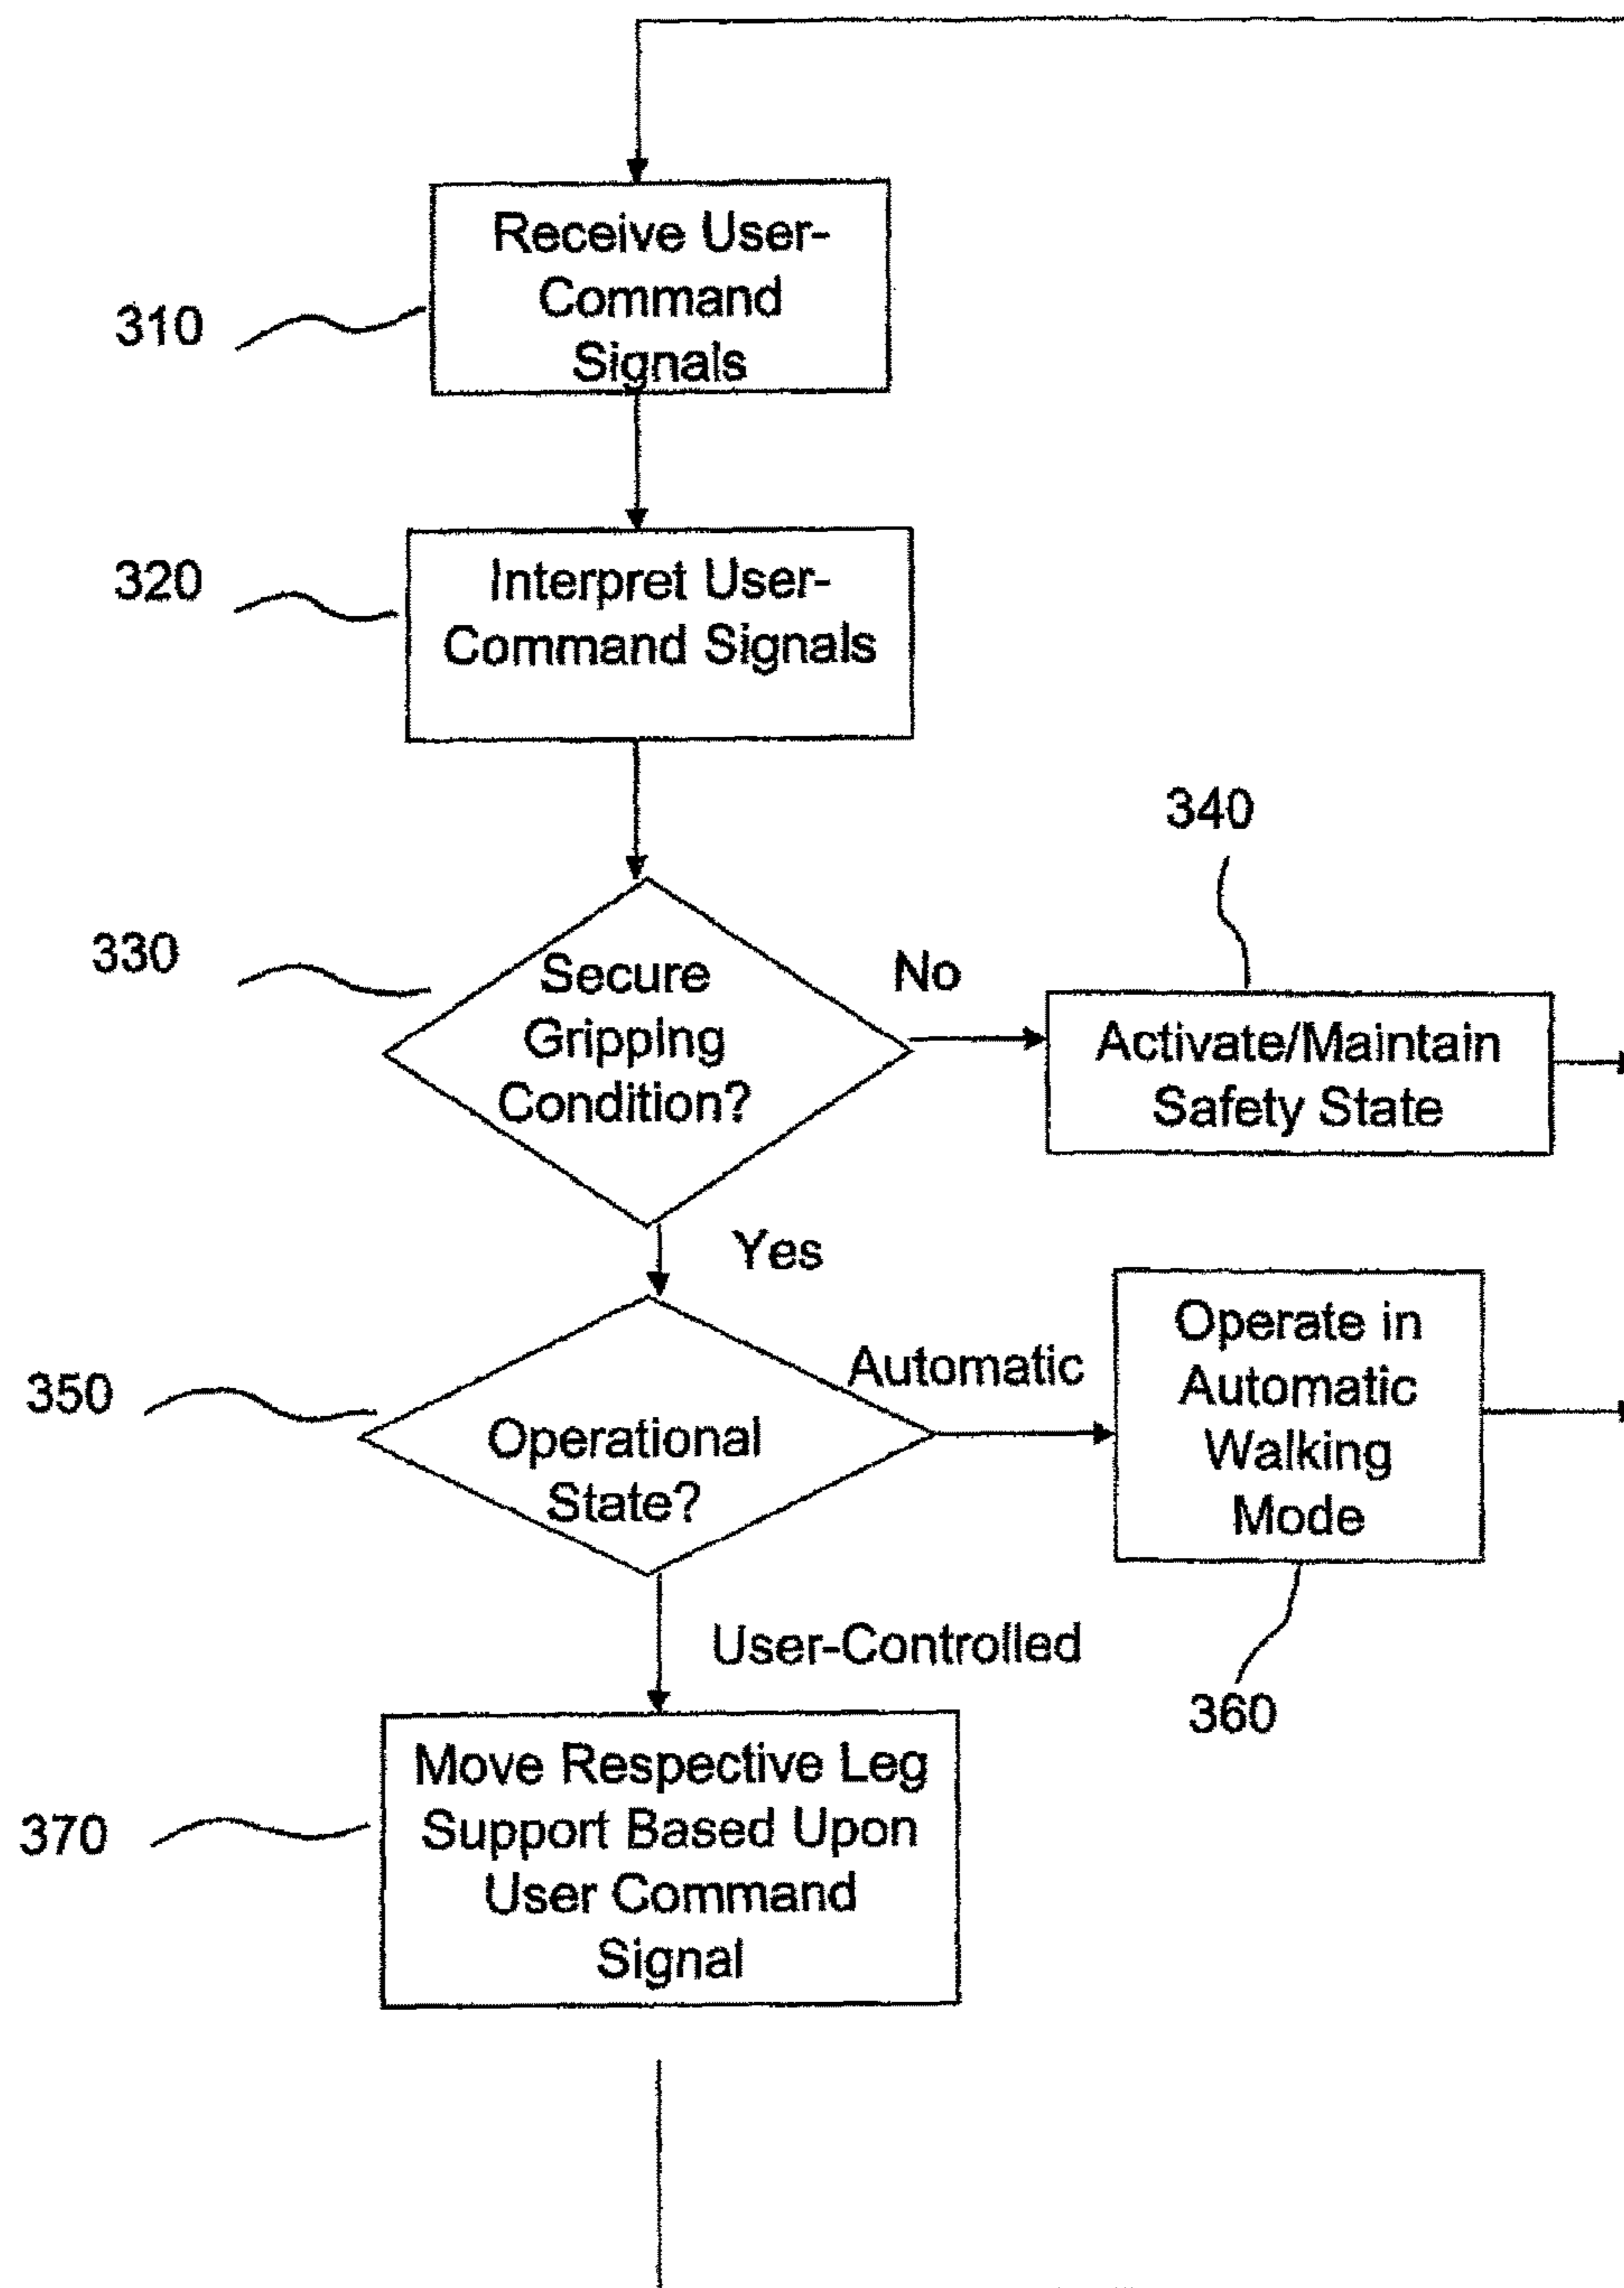 310
Receive User-
Command
Signals
320
Interpret User-
Command Signals
330
Secure
Gripping
Condition?
No
340
Activate/Maintain
Safety State
Yes
350
Operational
State?
Automatic
Operate in
Automatic
Walking
Mode
360
User-Controlled
370
Move Respective Leg
Support Based Upon
User Command
Signal